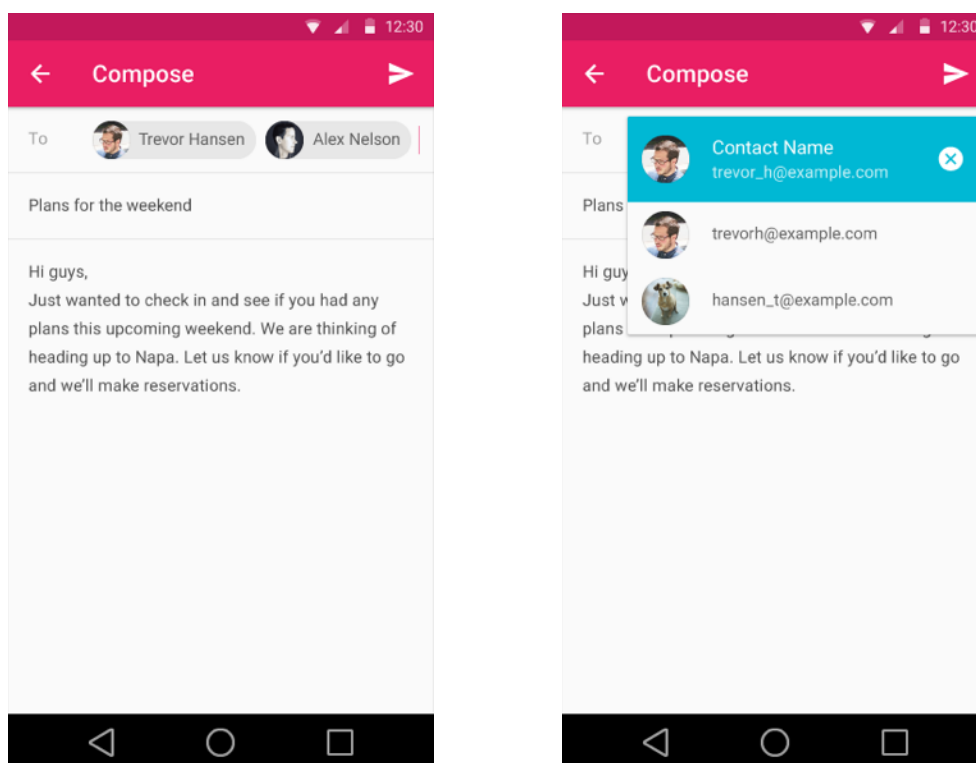 12:30
Compose
To Trevor Hansen Alex Nelson
Plans for the weekend
Hi guys,
Just wanted to check in and see if you had any
plans this upcoming weekend. We are thinking of
heading up to Napa. Let us know if you’d like to go
and we’ll make reservations.
12:30
Compose
To
Contact Name
trevor_h@example.com
Plans
trevorh@example.com
Hi guy
Just w
hansen_t@example.com
plans
heading up to Napa. Let us know if you’d like to go
and we’ll make reservations.